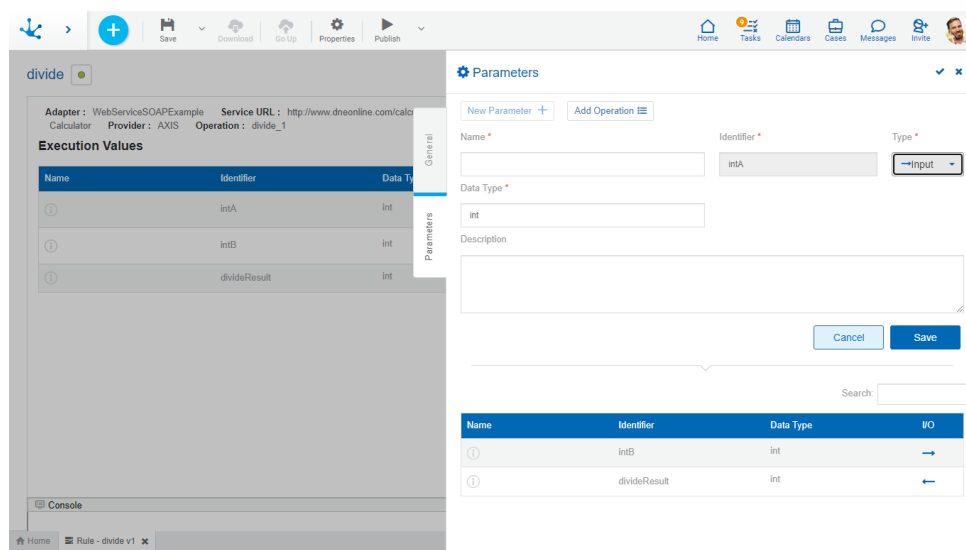 Save
Download
Go Up
Properties
Publish
Home
9
Tasks
Calendars
Cases
Messages
Invite
divide
Adapter : WebServiceSOAPExample Service URL : http://www.dneonline.com/calcu
Calculator Provider : AXIS Operation : divide_1
Execution Values
Name Identifier Data Ty
intA int
intB int
divideResult int
General
Parameters
Console
Home Rule - divide v1
Parameters
New Parameter + Add Operation
Name * Identifier * Type *
intA Input
Data Type *
int
Description
Cancel Save
Search:
Name Identifier Data Type I/O
intB int
divideResult int